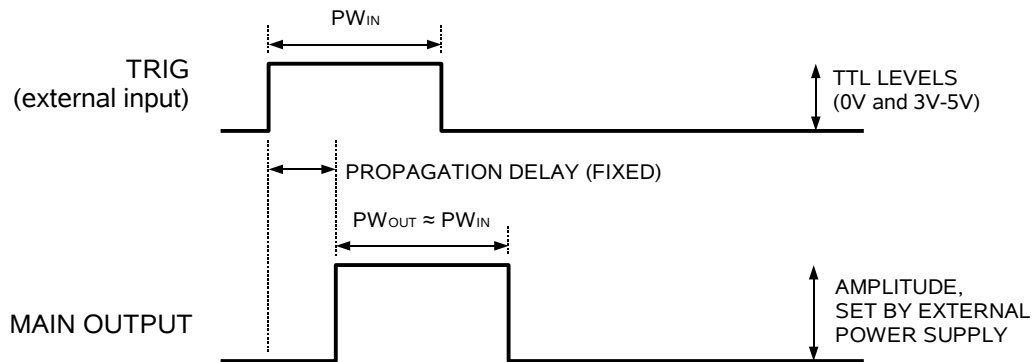 PWIN
TRIG
(external input)
TTL LEVELS
(0V and 3V-5V)
PROPAGATION DELAY (FIXED)
PWOUT ≈ PWIN
MAIN OUTPUT
AMPLITUDE,
SET BY EXTERNAL
POWER SUPPLY